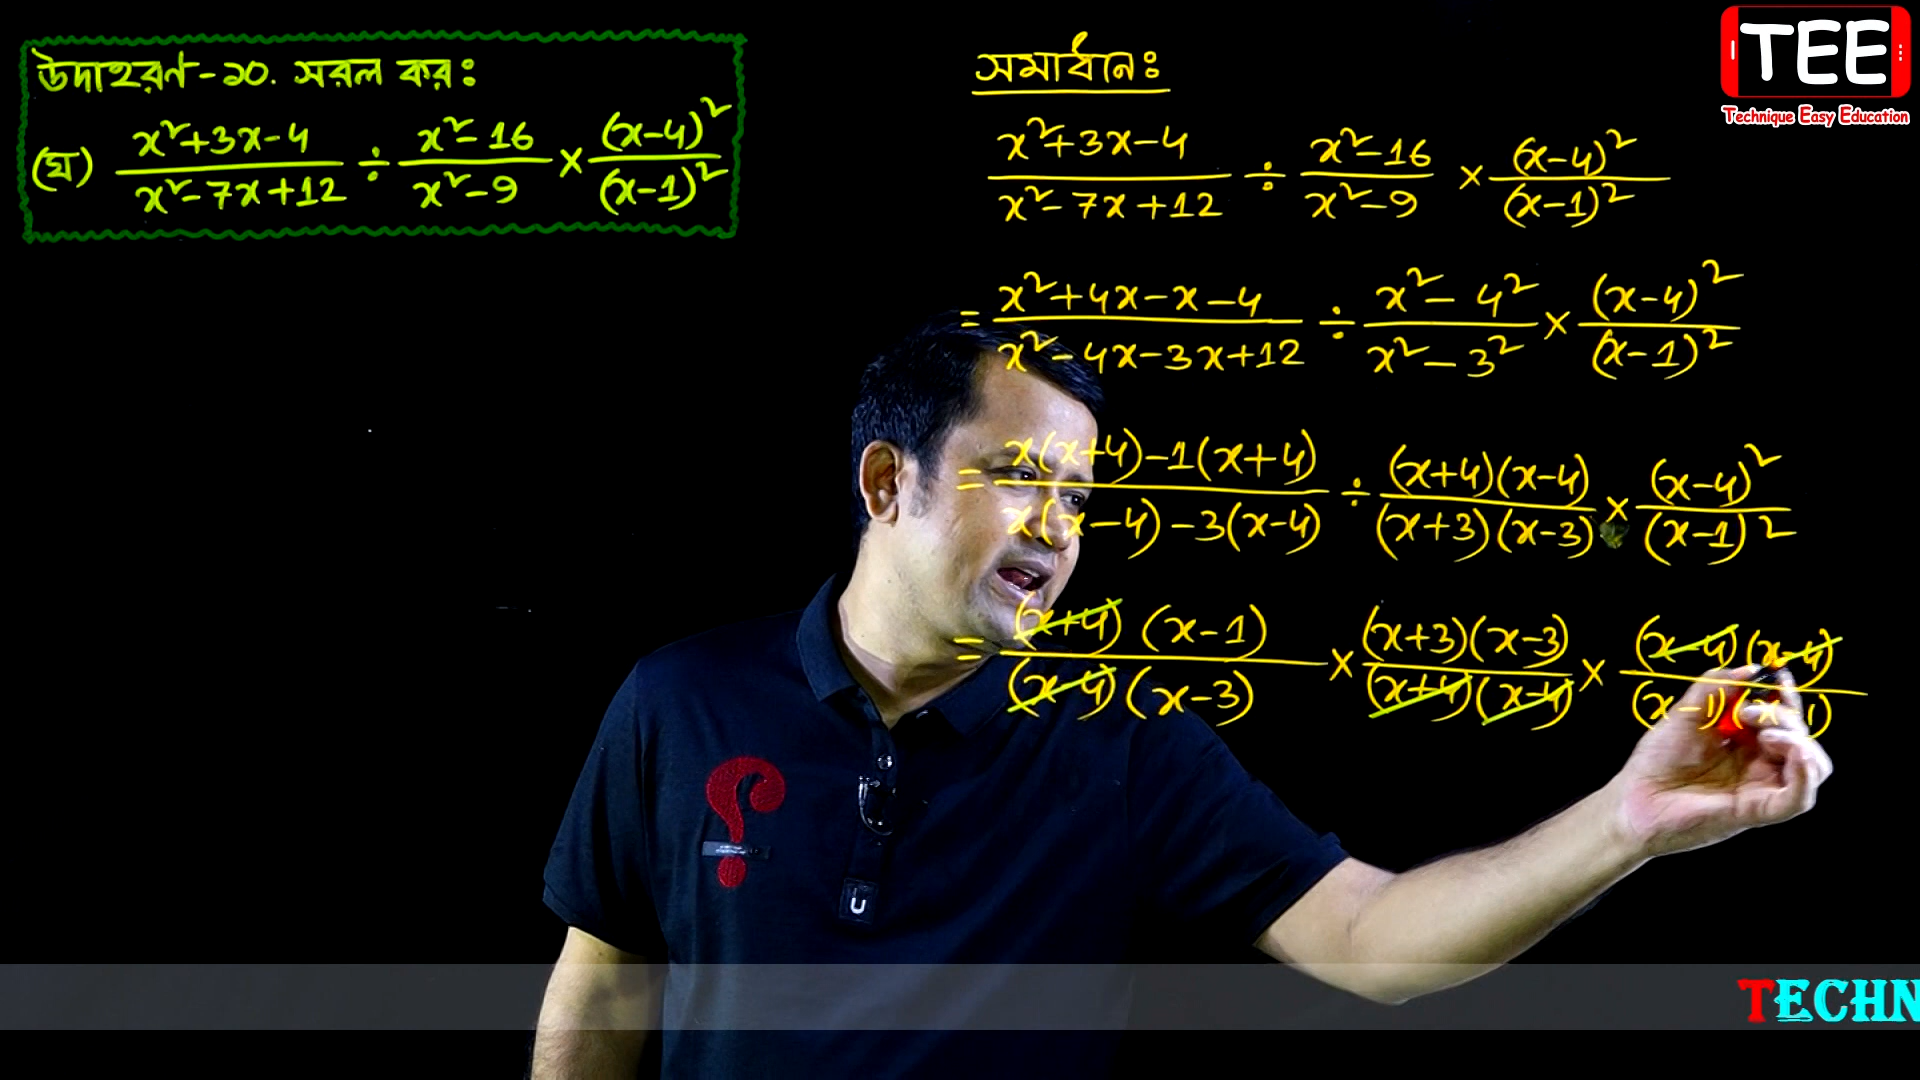 উদাহরণ-১০. সরল কর:
(ঘ) (x²+3x-4)/(x²-7x+12) ÷ (x²-16)/(x²-9) × (x-4)²/(x-1)²
সমাধান:
(x²+3x-4)/(x²-7x+12) ÷ (x²-16)/(x²-9) × (x-4)²/(x-1)²
= (x²+4x-x-4)/(x²-4x-3x+12) ÷ (x²-4²)/(x²-3²) × (x-4)²/(x-1)²
= (x(x+4)-1(x+4))/(x(x-4)-3(x-4)) ÷ ((x+4)(x-4))/((x+3)(x-3)) × (x-4)²/(x-1)²
= ((x+4)(x-1))/((x-4)(x-3)) × ((x+3)(x-3))/((x+4)(x-4)) × ((x-4)(x-4))/((x-1)(x-1))
TEE
Technique Easy Education
U
TECHN